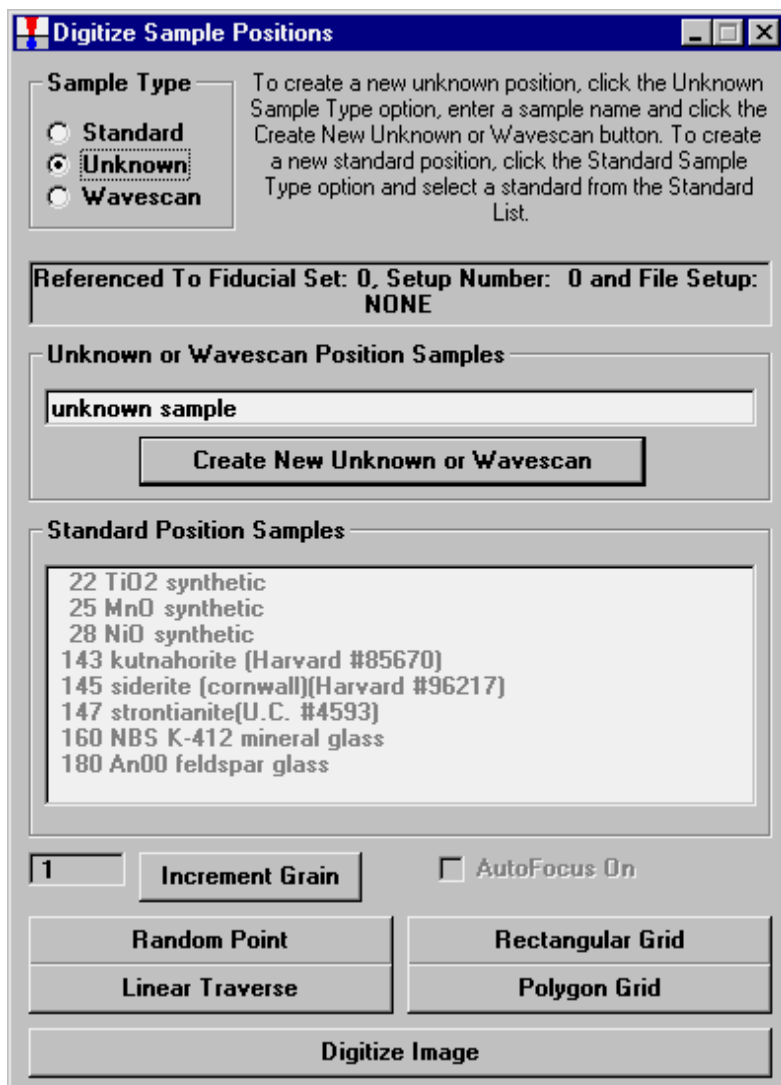 Digitize Sample Positions
Sample Type
Standard
Unknown
Wavescan
To create a new unknown position, click the Unknown
Sample Type option, enter a sample name and click the
Create New Unknown or Wavescan button. To create
a new standard position, click the Standard Sample
Type option and select a standard from the Standard
List.
Referenced To Fiducial Set: 0, Setup Number:  0 and File Setup:
NONE
Unknown or Wavescan Position Samples
unknown sample
Create New Unknown or Wavescan
Standard Position Samples
22 TiO2 synthetic
25 MnO synthetic
28 NiO synthetic
143 kutnahorite (Harvard #85670)
145 siderite (cornwall)(Harvard #96217)
147 strontianite(U.C. #4593)
160 NBS K-412 mineral glass
180 An00 feldspar glass
1
Increment Grain
AutoFocus On
Random Point
Rectangular Grid
Linear Traverse
Polygon Grid
Digitize Image